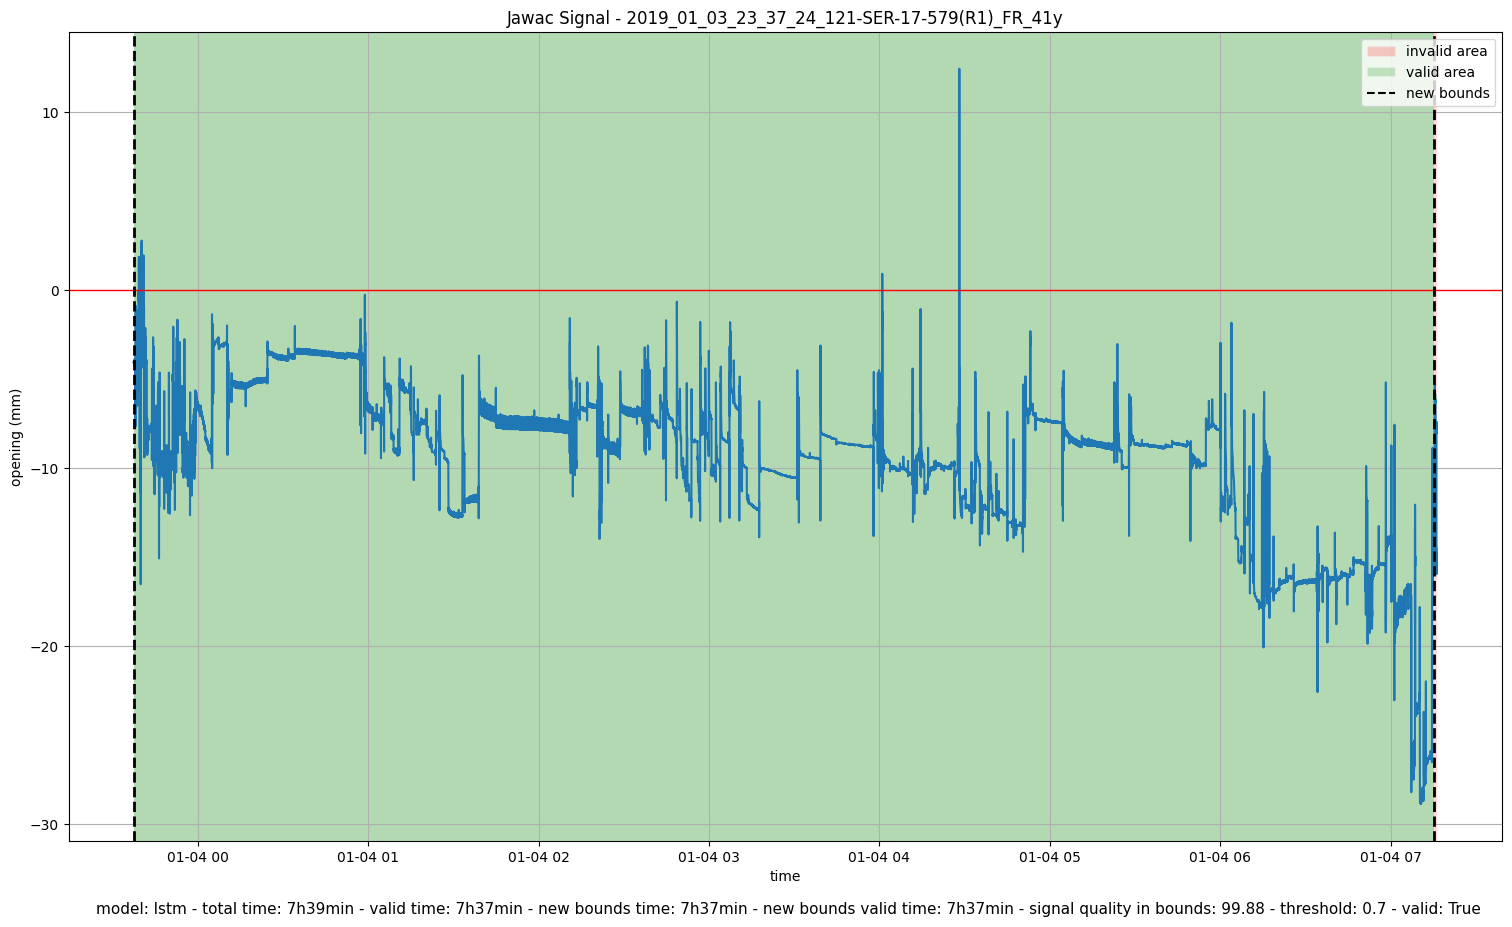 Jawac Signal - 2019_01_03_23_37_24_121-SER-17-579(R1)_FR_41y
invalid area
valid area
new bounds
opening (mm)
10
0
−10
−20
−30
01-04 00
01-04 01
01-04 02
01-04 03
01-04 04
01-04 05
01-04 06
01-04 07
time
model: lstm - total time: 7h39min - valid time: 7h37min - new bounds time: 7h37min - new bounds valid time: 7h37min - signal quality in bounds: 99.88 - threshold: 0.7 - valid: True